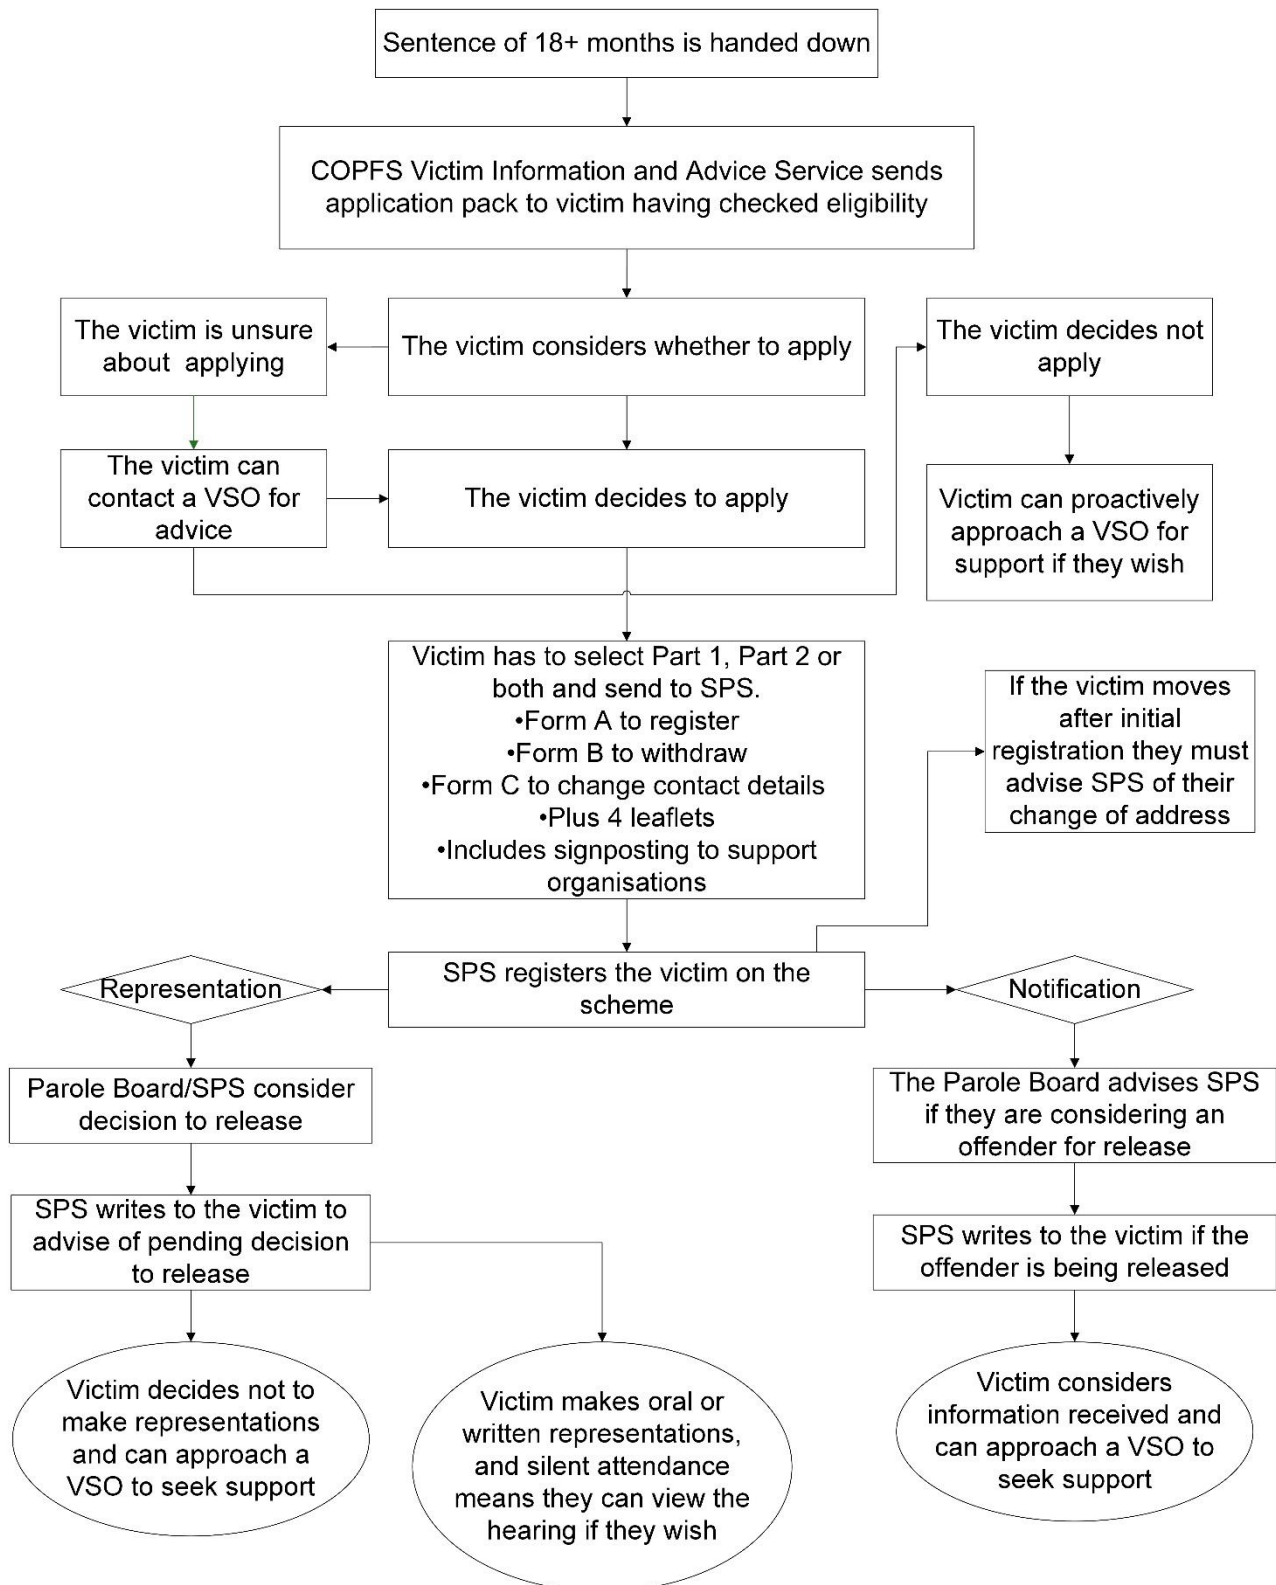 Sentence of 18+ months is handed down
COPFS Victim Information and Advice Service sends
application pack to victim having checked eligibility
The victim is unsure
about applying
The victim considers whether to apply
The victim decides not
apply
The victim can
contact a VSO for
advice
The victim decides to apply
Victim can proactively
approach a VSO for
support if they wish
Victim has to select Part 1, Part 2 or
both and send to SPS.
•Form A to register
•Form B to withdraw
•Form C to change contact details
•Plus 4 leaflets
•Includes signposting to support
organisations
If the victim moves
after initial
registration they must
advise SPS of their
change of address
Representation
SPS registers the victim on the
scheme
Notification
Parole Board/SPS consider
decision to release
The Parole Board advises SPS
if they are considering an
offender for release
SPS writes to the victim to
advise of pending decision
to release
SPS writes to the victim if the
offender is being released
Victim decides not to
make representations
and can approach a
VSO to seek support
Victim makes oral or
written representations,
and silent attendance
means they can view the
hearing if they wish
Victim considers
information received and
can approach a VSO to
seek support